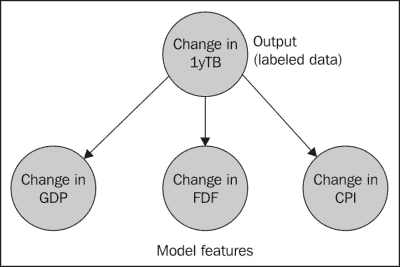 Change in
1yTB
Output
(labeled data)
Change in
GDP
Change in
FDF
Change in
CPI
Model features